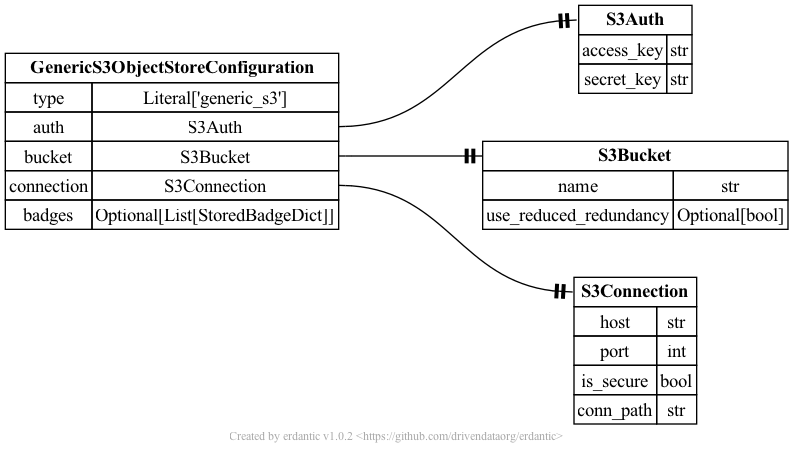 GenericS3ObjectStoreConfiguration
type Literal['generic_s3']
auth S3Auth
bucket S3Bucket
connection S3Connection
badges Optional[List[StoredBadgeDict]]
S3Auth
access_key str
secret_key str
S3Bucket
name str
use_reduced_redundancy Optional[bool]
S3Connection
host str
port int
is_secure bool
conn_path str
Created by erdantic v1.0.2 <https://github.com/drivendataorg/erdantic>